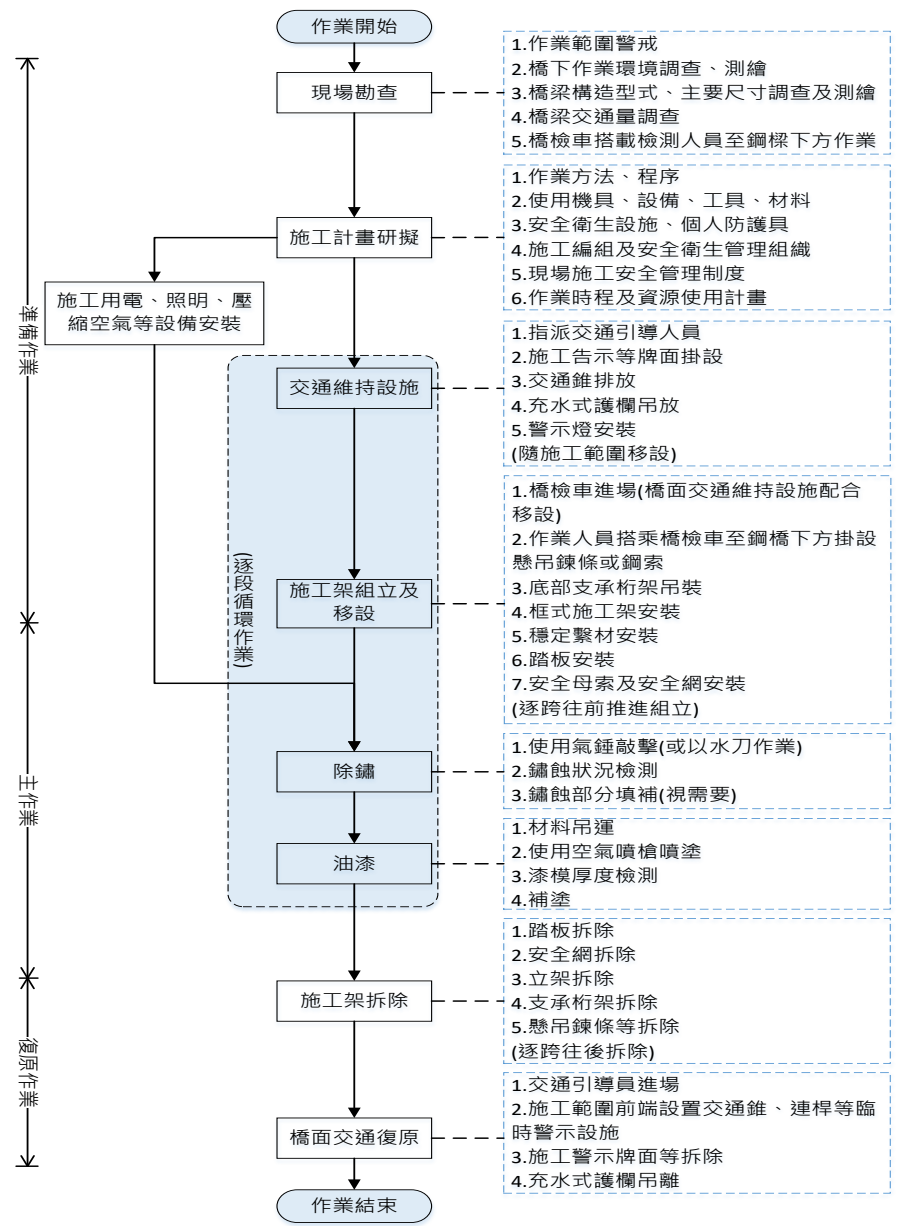 作業開始
現場勘查
1.作業範圍警戒
2.橋下作業環境調查、測繪
3.橋梁構造型式、主要尺寸調查及測繪
4.橋梁交通量調查
5.橋檢車搭載檢測人員至鋼樑下方作業
施工計畫研擬
1.作業方法、程序
2.使用機具、設備、工具、材料
3.安全衛生設施、個人防護具
4.施工編組及安全衛生管理組織
5.現場施工安全管理制度
6.作業時程及資源使用計畫
施工用電、照明、壓
縮空氣等設備安裝
準備作業
交通維持設施
1.指派交通引導人員
2.施工告示等牌面掛設
3.交通錐排放
4.充水式護欄吊放
5.警示燈安裝
(隨施工範圍移設)
(逐段循環作業)
施工架組立及
移設
1.橋檢車進場(橋面交通維持設施配合
移設)
2.作業人員搭乘橋檢車至鋼橋下方掛設
懸吊鍊條或鋼索
3.底部支承桁架吊裝
4.框式施工架安裝
5.穩定繫材安裝
6.踏板安裝
7.安全母索及安全網安裝
(逐跨往前推進組立)
主作業
除鏽
1.使用氣錘敲擊(或以水刀作業)
2.鏽蝕狀況檢測
3.鏽蝕部分填補(視需要)
油漆
1.材料吊運
2.使用空氣噴槍噴塗
3.漆模厚度檢測
4.補塗
施工架拆除
1.踏板拆除
2.安全網拆除
3.立架拆除
4.支承桁架拆除
5.懸吊鍊條等拆除
(逐跨往後拆除)
復原作業
橋面交通復原
1.交通引導員進場
2.施工範圍前端設置交通錐、連桿等臨
時警示設施
3.施工警示牌面等拆除
4.充水式護欄吊離
作業結束